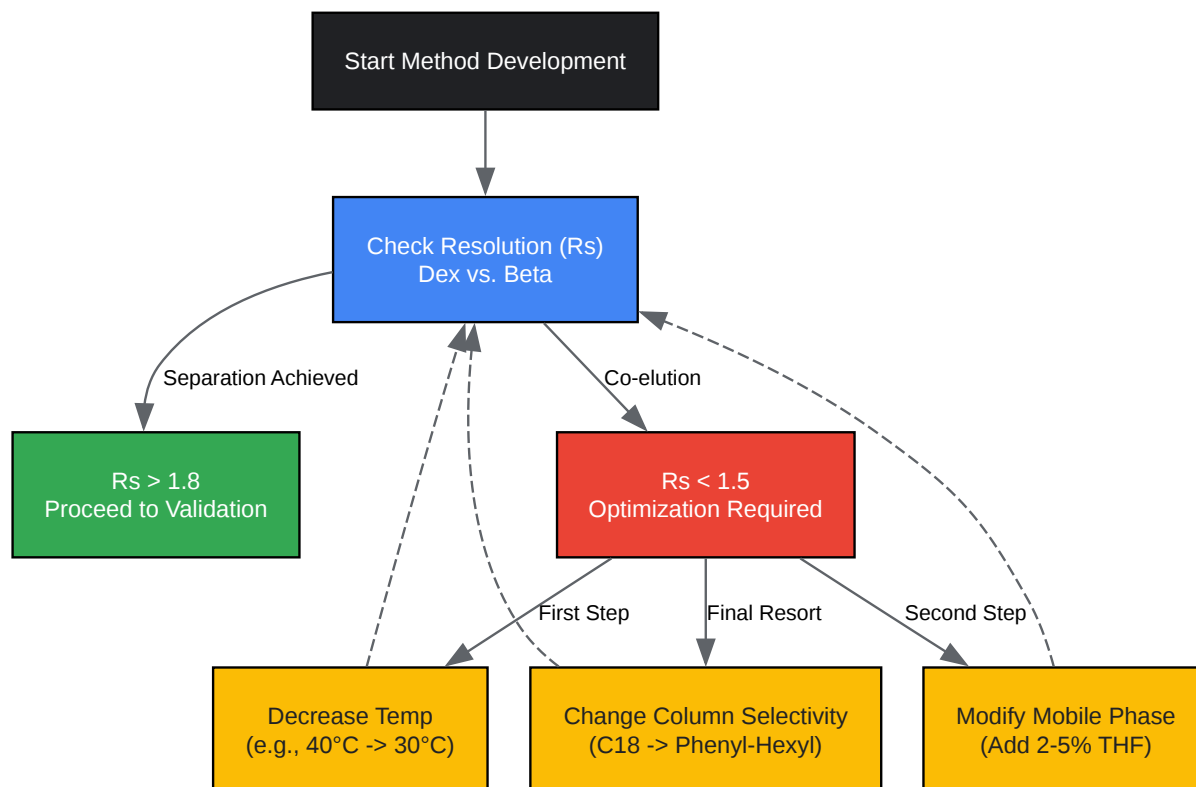 Start Method Development
Check Resolution (Rs)
Dex vs. Beta
Separation Achieved
Co-elution
Rs > 1.8
Proceed to Validation
Rs < 1.5
Optimization Required
First Step
Final Resort
Second Step
Decrease Temp
(e.g., 40°C -> 30°C)
Change Column Selectivity
(C18 -> Phenyl-Hexyl)
Modify Mobile Phase
(Add 2-5% THF)